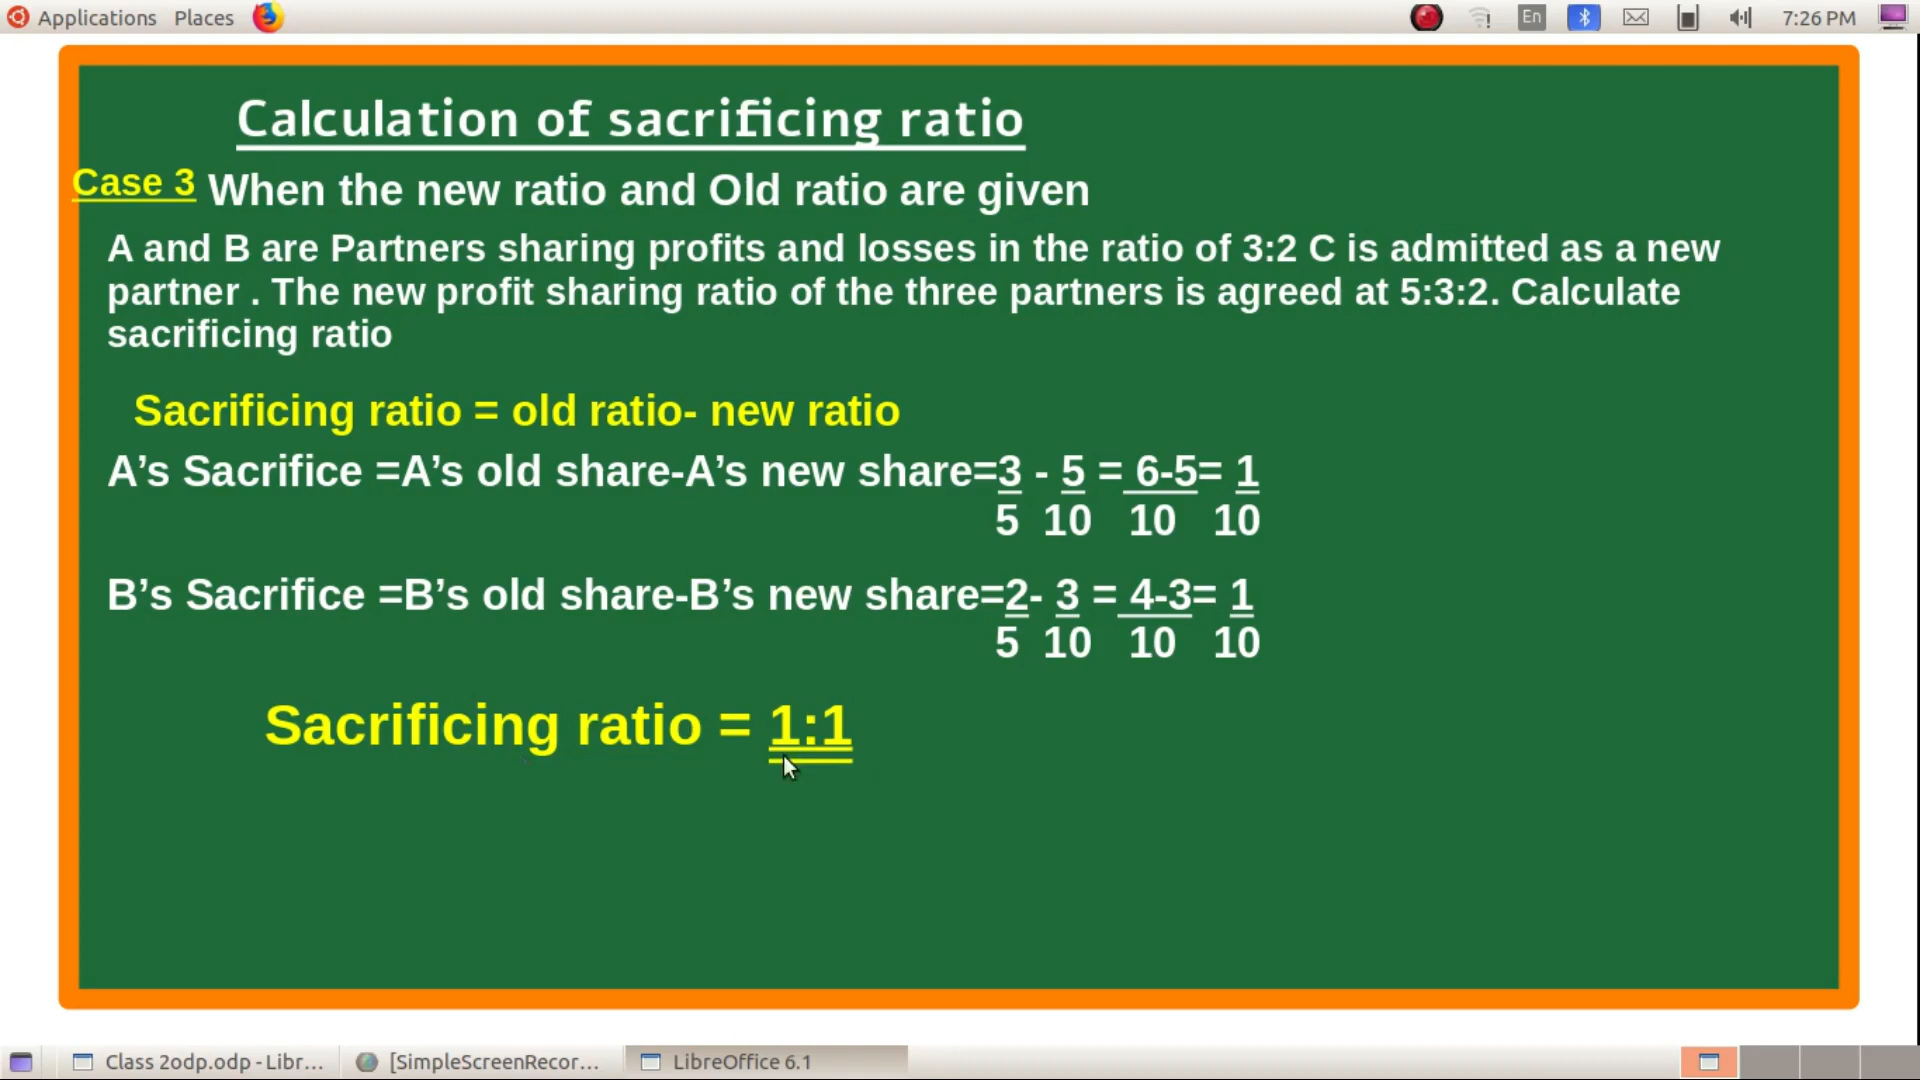 Applications Places
En
7:26 PM
Calculation of sacrificing ratio
Case 3 When the new ratio and Old ratio are given
A and B are Partners sharing profits and losses in the ratio of 3:2 C is admitted as a new
partner . The new profit sharing ratio of the three partners is agreed at 5:3:2. Calculate
sacrificing ratio
Sacrificing ratio = old ratio- new ratio
A’s Sacrifice =A’s old share-A’s new share=3 - 5 = 6-5= 1
5 10 10 10
B’s Sacrifice =B’s old share-B’s new share=2- 3 = 4-3= 1
5 10 10 10
Sacrificing ratio = 1:1
Class 2odp.odp - Libr...
[SimpleScreenRecor...
LibreOffice 6.1